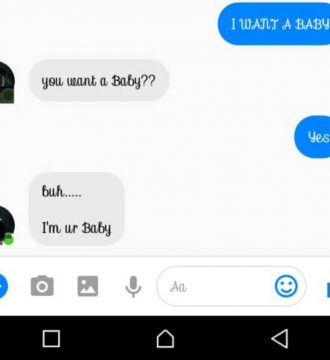 I WANT A BABY
you want a Baby??
Yes
buh.....
I'm ur Baby
Aa